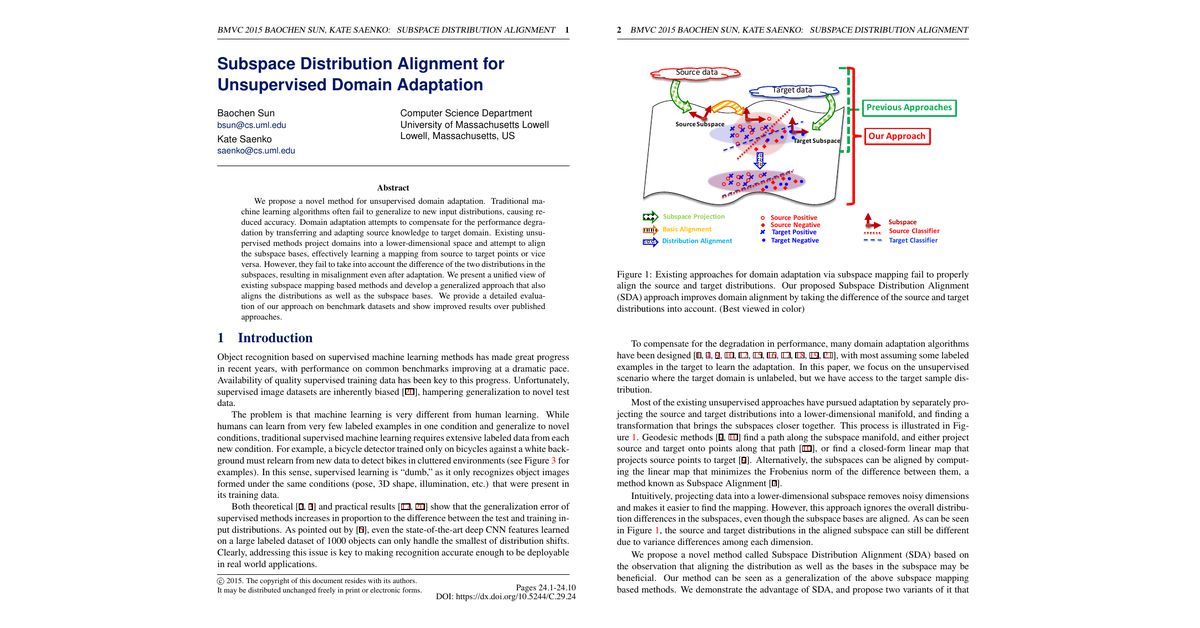 BMVC 2015 BAOCHEN SUN, KATE SAENKO: SUBSPACE DISTRIBUTION ALIGNMENT 1
Subspace Distribution Alignment for
Unsupervised Domain Adaptation
Baochen Sun
bsun@cs.uml.edu
Kate Saenko
saenko@cs.uml.edu
Computer Science Department
University of Massachusetts Lowell
Lowell, Massachusetts, US
Abstract
We propose a novel method for unsupervised domain adaptation. Traditional ma-
chine learning algorithms often fail to generalize to new input distributions, causing re-
duced accuracy. Domain adaptation attempts to compensate for the performance degra-
dation by transferring and adapting source knowledge to target domain. Existing unsu-
pervised methods project domains into a lower-dimensional space and attempt to align
the subspace bases, effectively learning a mapping from source to target points or vice
versa. However, they fail to take into account the difference of the two distributions in the
subspaces, resulting in misalignment even after adaptation. We present a unified view of
existing subspace mapping based methods and develop a generalized approach that also
aligns the distributions as well as the subspace bases. We provide a detailed evalua-
tion of our approach on benchmark datasets and show improved results over published
approaches.
1 Introduction
Object recognition based on supervised machine learning methods has made great progress
in recent years, with performance on common benchmarks improving at a dramatic pace.
Availability of quality supervised training data has been key to this progress. Unfortunately,
supervised image datasets are inherently biased [], hampering generalization to novel test
data.
The problem is that machine learning is very different from human learning. While
humans can learn from very few labeled examples in one condition and generalize to novel
conditions, traditional supervised machine learning requires extensive labeled data from each
new condition. For example, a bicycle detector trained only on bicycles against a white back-
ground must relearn from new data to detect bikes in cluttered environments (see Figure 3 for
examples). In this sense, supervised learning is “dumb,” as it only recognizes object images
formed under the same conditions (pose, 3D shape, illumination, etc.) that were present in
its training data.
Both theoretical [, ] and practical results [, ] show that the generalization error of
supervised methods increases in proportion to the difference between the test and training in-
put distributions. As pointed out by [], even the state-of-the-art deep CNN features learned
on a large labeled dataset of 1000 objects can only handle the smallest of distribution shifts.
Clearly, addressing this issue is key to making recognition accurate enough to be deployable
in real world applications.
© 2015. The copyright of this document resides with its authors.
It may be distributed unchanged freely in print or electronic forms.
Pages 24.1-24.10
DOI: https://dx.doi.org/10.5244/C.29.24
2 BMVC 2015 BAOCHEN SUN, KATE SAENKO: SUBSPACE DISTRIBUTION ALIGNMENT
Source data
Target data
Source Subspace
Target Subspace
Previous Approaches
Our Approach
Subspace Projection
Basis Alignment
Distribution Alignment
Source Positive
Source Negative
Target Positive
Target Negative
Subspace
Source Classifier
Target Classifier
Figure 1: Existing approaches for domain adaptation via subspace mapping fail to properly
align the source and target distributions. Our proposed Subspace Distribution Alignment
(SDA) approach improves domain alignment by taking the difference of the source and target
distributions into account. (Best viewed in color)
To compensate for the degradation in performance, many domain adaptation algorithms
have been designed [], with most assuming some labeled
examples in the target to learn the adaptation. In this paper, we focus on the unsupervised
scenario where the target domain is unlabeled, but we have access to the target sample dis-
tribution.
Most of the existing unsupervised approaches have pursued adaptation by separately pro-
jecting the source and target distributions into a lower-dimensional manifold, and finding a
transformation that brings the subspaces closer together. This process is illustrated in Fig-
ure 1. Geodesic methods [, ] find a path along the subspace manifold, and either project
source and target onto points along that path [], or find a closed-form linear map that
projects source points to target []. Alternatively, the subspaces can be aligned by comput-
ing the linear map that minimizes the Frobenius norm of the difference between them, a
method known as Subspace Alignment [].
Intuitively, projecting data into a lower-dimensional subspace removes noisy dimensions
and makes it easier to find the mapping. However, this approach ignores the overall distribu-
tion differences in the subspaces, even though the subspace bases are aligned. As can be seen
in Figure 1, the source and target distributions in the aligned subspace can still be different
due to variance differences among each dimension.
We propose a novel method called Subspace Distribution Alignment (SDA) based on
the observation that aligning the distribution as well as the bases in the subspace may be
beneficial. Our method can be seen as a generalization of the above subspace mapping
based methods. We demonstrate the advantage of SDA, and propose two variants of it that